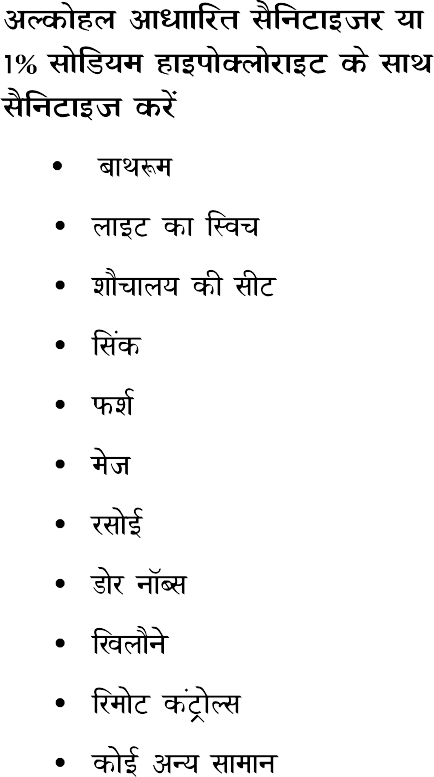 अल्कोहल आधाारित सैनिटाइजर या
1% सोडियम हाइपोक्लोराइट के साथ
सैनिटाइज करें
• बाथरूम
• लाइट का स्विच
• शौचालय की सीट
• सिंक
• फर्श
• मेज
• रसोई
• डोर नॉब्स
• खिलौने
• रिमोट कंट्रोल्स
• कोई अन्य सामान